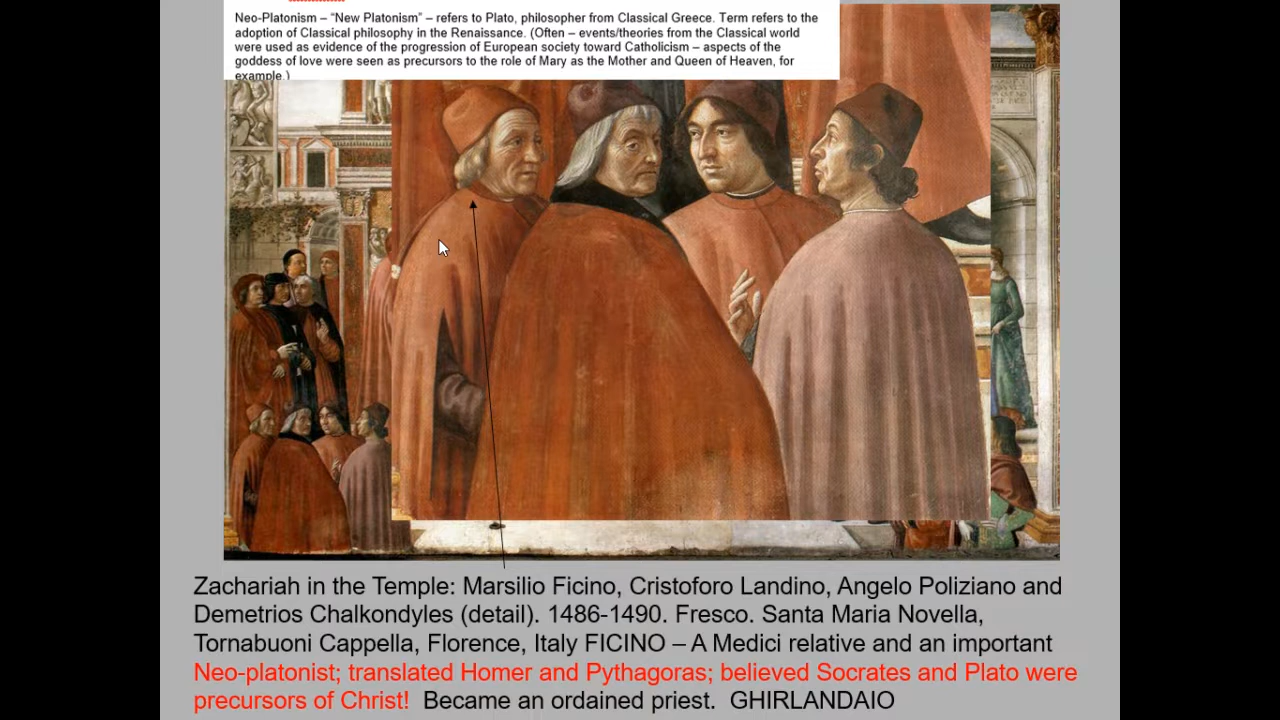 Neo-Platonism – “New Platonism” – refers to Plato, philosopher from Classical Greece. Term refers to the
adoption of Classical philosophy in the Renaissance. (Often – events/theories from the Classical world
were used as evidence of the progression of European society toward Catholicism – aspects of the
goddess of love were seen as precursors to the role of Mary as the Mother and Queen of Heaven, for
example.)
Zachariah in the Temple: Marsilio Ficino, Cristoforo Landino, Angelo Poliziano and
Demetrios Chalkondyles (detail). 1486-1490. Fresco. Santa Maria Novella,
Tornabuoni Cappella, Florence, Italy FICINO – A Medici relative and an important
Neo-platonist; translated Homer and Pythagoras; believed Socrates and Plato were
precursors of Christ! Became an ordained priest. GHIRLANDAIO